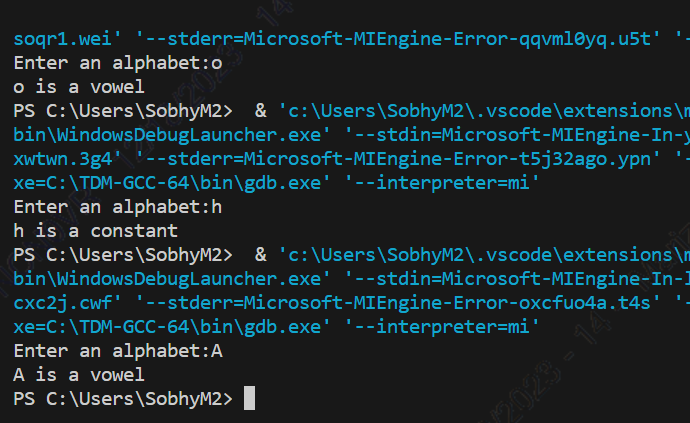 soqr1.wei' '--stderr=Microsoft-MIEngine-Error-qqvml0yq.u5t' '-
Enter an alphabet:o
o is a vowel
PS C:\Users\SobhyM2>  & 'c:\Users\SobhyM2\.vscode\extensions\m
bin\WindowsDebugLauncher.exe' '--stdin=Microsoft-MIEngine-In-y
xwtwn.3g4' '--stderr=Microsoft-MIEngine-Error-t5j32ago.ypn' '-
xe=C:\TDM-GCC-64\bin\gdb.exe' '--interpreter=mi'
Enter an alphabet:h
h is a constant
PS C:\Users\SobhyM2>  & 'c:\Users\SobhyM2\.vscode\extensions\m
bin\WindowsDebugLauncher.exe' '--stdin=Microsoft-MIEngine-In-
cxc2j.cwf' '--stderr=Microsoft-MIEngine-Error-oxcfuo4a.t4s' '-
xe=C:\TDM-GCC-64\bin\gdb.exe' '--interpreter=mi'
Enter an alphabet:A
A is a vowel
PS C:\Users\SobhyM2>